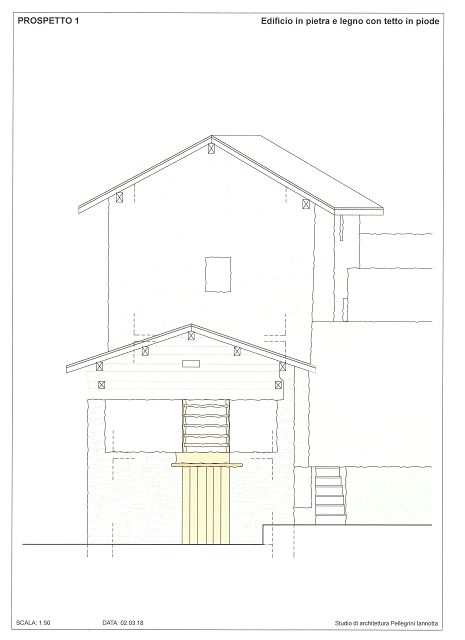 PROSPETTO 1
Edificio in pietra e legno con tetto in piode
SCALA: 1:50
DATA: 02.03.18
Studio di architettura Pellegrini Iannotta